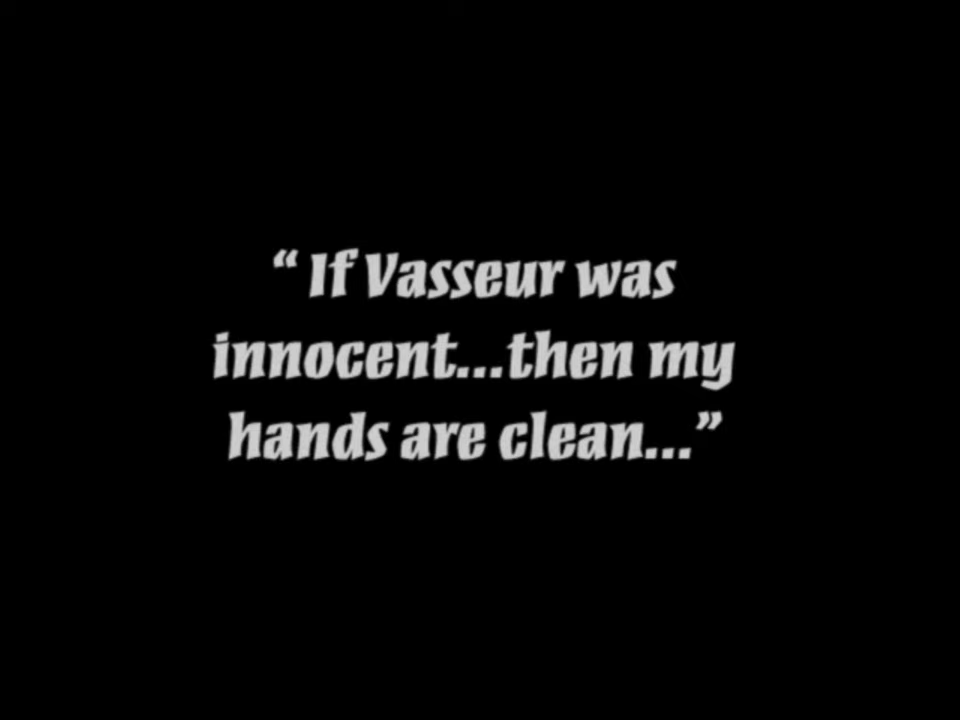 “ If Vasseur was
innocent...then my
hands are clean...”